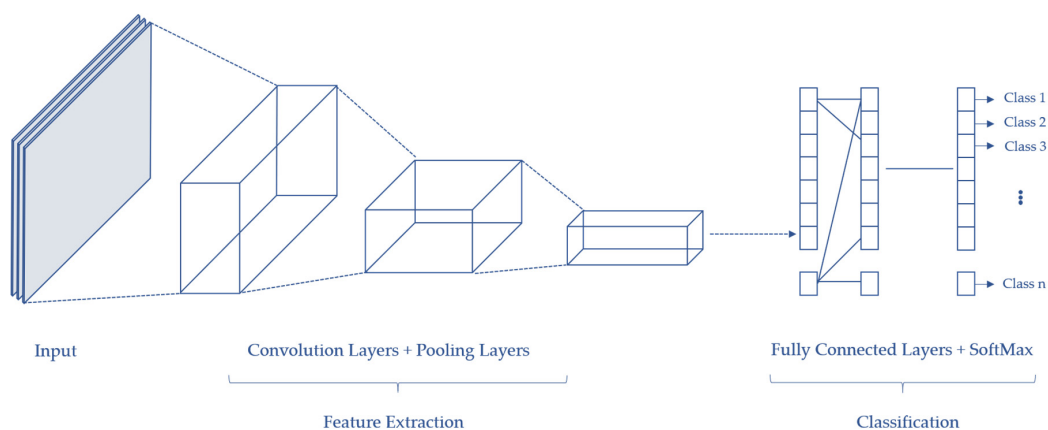 Class 1
Class 2
Class 3
Class n
Input
Convolution Layers + Pooling Layers
Fully Connected Layers + SoftMax
Feature Extraction
Classification